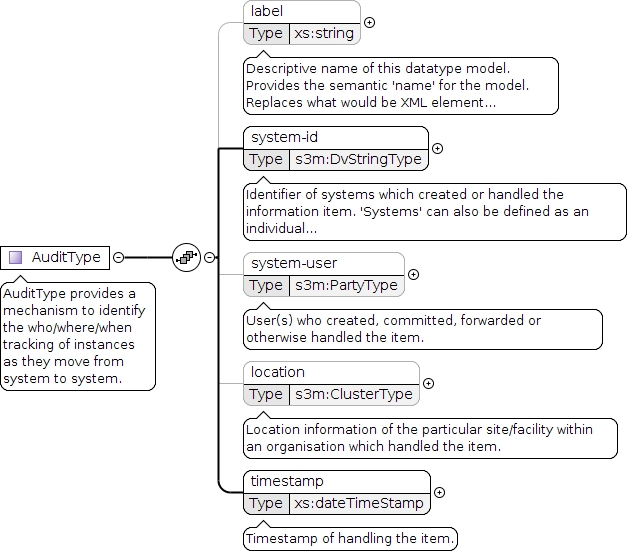 label
Type xs:string
Descriptive name of this datatype model.
Provides the semantic 'name' for the model.
Replaces what would be XML element...
system-id
Type s3m:DvStringType
Identifier of systems which created or handled the
information item. 'Systems' can also be defined as an
individual...
AuditType
AuditType provides a
mechanism to identify
the who/where/when
tracking of instances
as they move from
system to system.
system-user
Type s3m:PartyType
User(s) who created, committed, forwarded or
otherwise handled the item.
location
Type s3m:ClusterType
Location information of the particular site/facility within
an organisation which handled the item.
timestamp
Type xs:dateTimeStamp
Timestamp of handling the item.